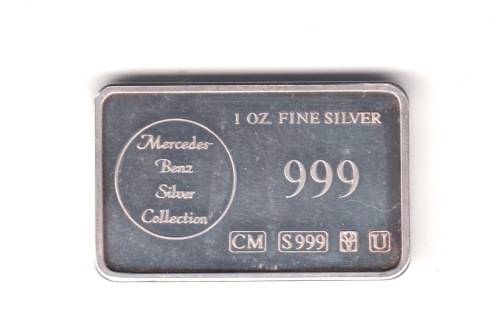 1 OZ. FINE SILVER
Mercedes
Benz
Silver
Collection
999
CM S999 U